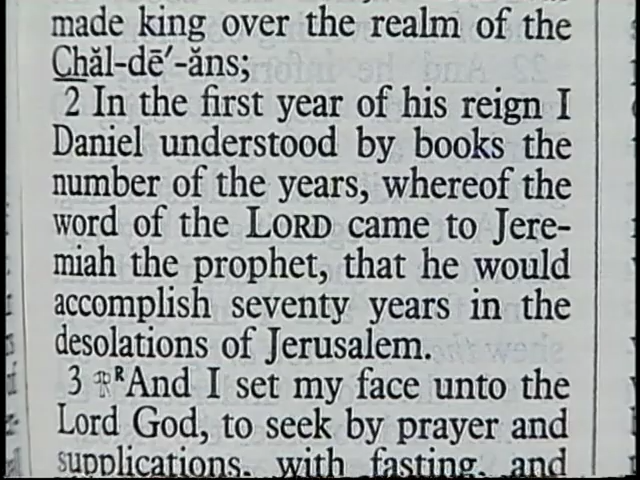 made king over the realm of the
Chăl-dē′-ăns;
2 In the first year of his reign I
Daniel understood by books the
number of the years, whereof the
word of the LORD came to Jere-
miah the prophet, that he would
accomplish seventy years in the
desolations of Jerusalem.
3 ᴿAnd I set my face unto the
Lord God, to seek by prayer and
supplications, with fasting, and